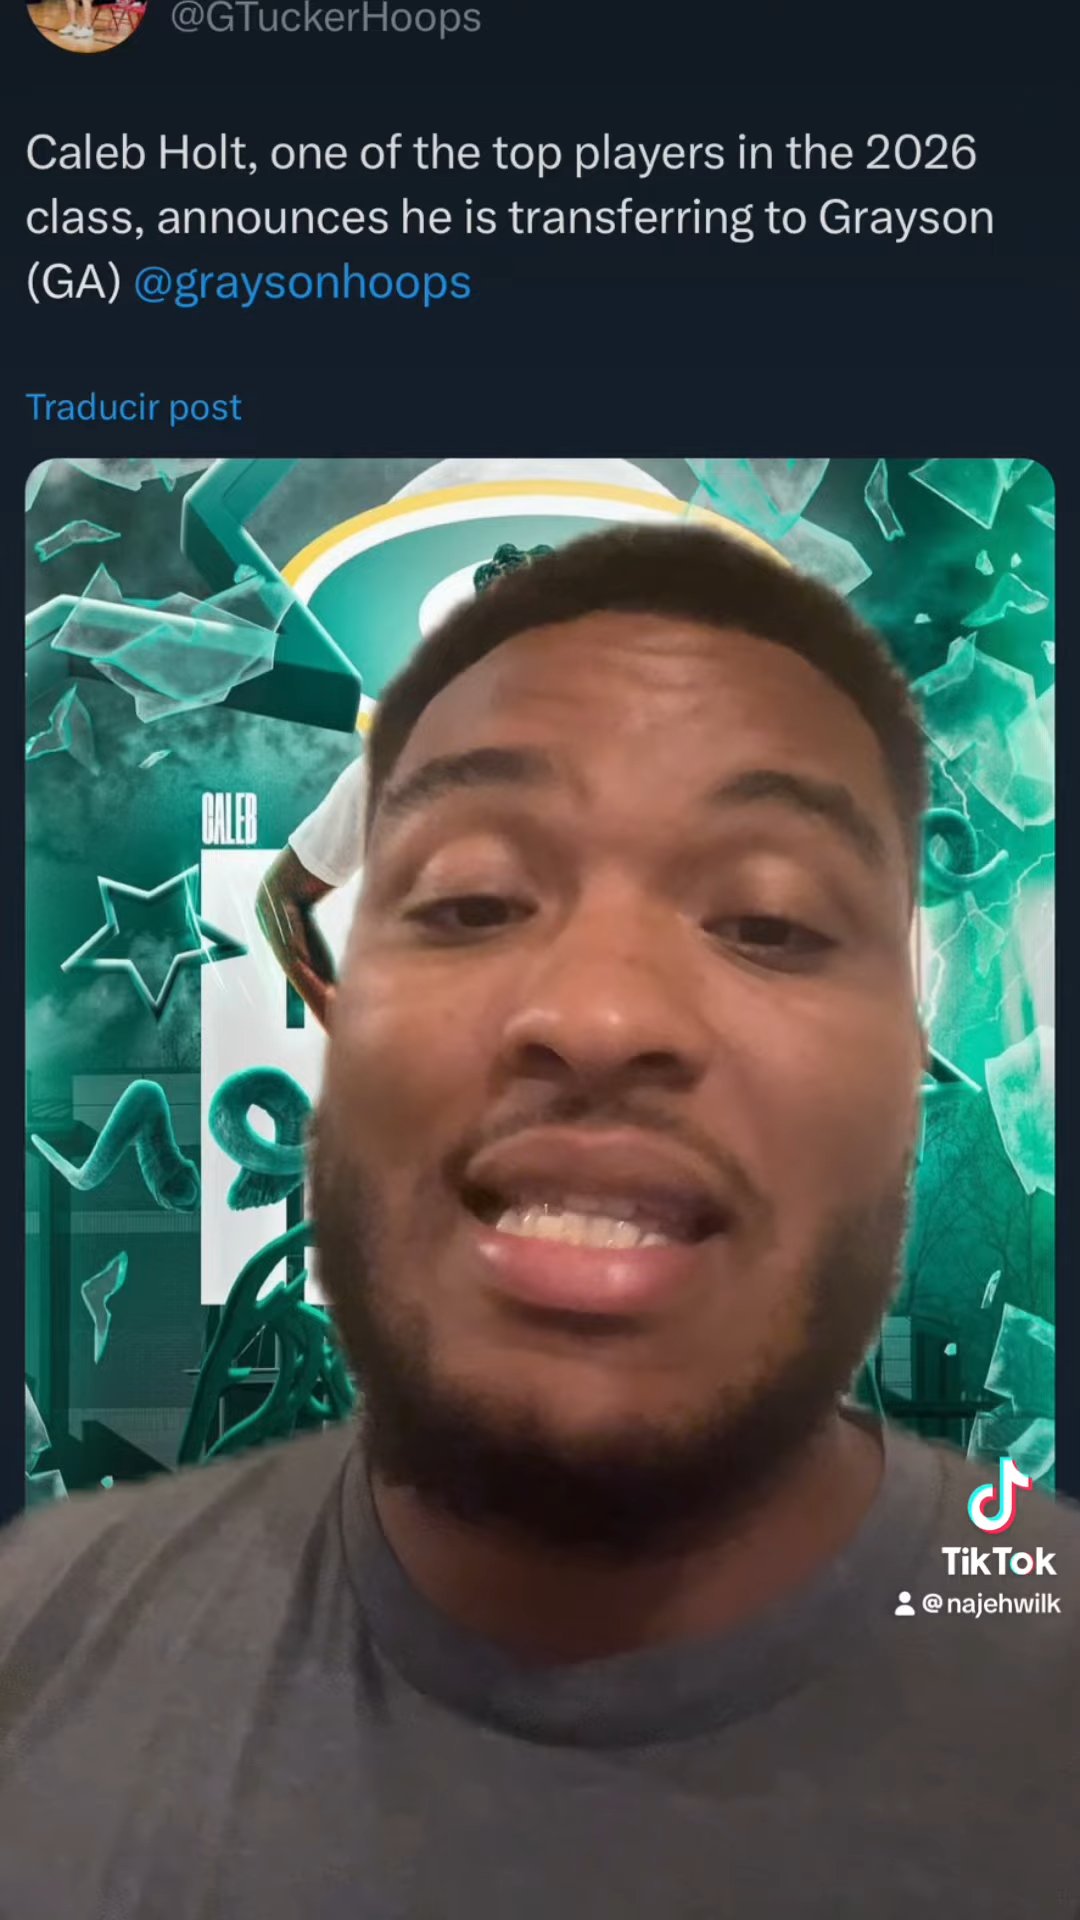 @GTuckerHoops
Caleb Holt, one of the top players in the 2026
class, announces he is transferring to Grayson
(GA) @graysonhoops
Traducir post
CALEB
TikTok
@najehwilk